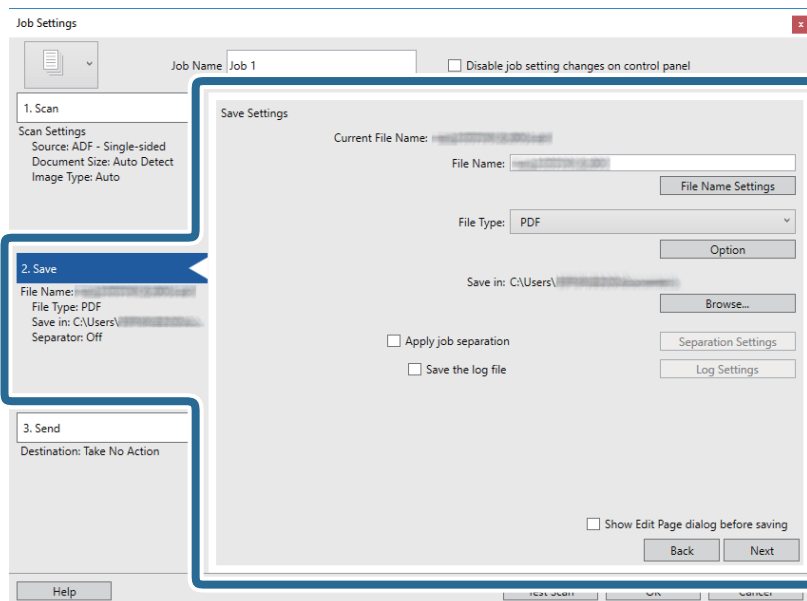 Job Settings
Job Name Job 1
Disable job setting changes on control panel
1. Scan
Scan Settings
Source: ADF - Single-sided
Document Size: Auto Detect
Image Type: Auto
2. Save
File Name:
File Type: PDF
Save in: C:\Users\
Separator: Off
3. Send
Destination: Take No Action
Save Settings
Current File Name:
File Name:
File Name Settings
File Type: PDF
Option
Save in: C:\Users\
Browse...
Apply job separation
Separation Settings
Save the log file
Log Settings
Show Edit Page dialog before saving
Back Next
Help Test Scan OK Cancel